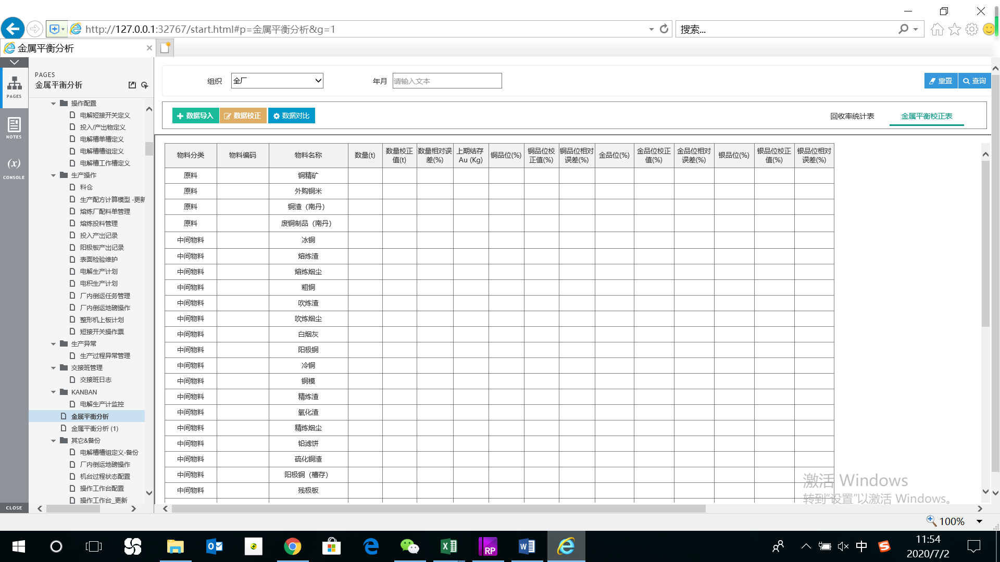 http://127.0.0.1:32767/start.html#p=金属平衡分析&g=1
搜索...
金属平衡分析
PAGES
金属平衡分析
PAGES
NOTES
(x)
CONSOLE
CLOSE
操作配置
电解短接开关定义
投入/产出物定义
电解槽单槽定义
电解槽槽组定义
电解槽工作槽定义
生产操作
料仓
生产配方计算模型 -更新
熔炼厂配料单管理
熔炼投料管理
投入产出记录
阳极板产出记录
表面检验维护
电解生产计划
电积生产计划
厂内倒运任务管理
厂内倒运地磅操作
整形机上板计划
短接开关操作票
生产异常
生产过程异常管理
交接班管理
交接班日志
KANBAN
电解生产计监控
金属平衡分析
金属平衡分析 (1)
其它&备份
电解槽槽组定义-备份
厂内倒运地磅操作
机台过程状态配置
操作工作台配置
操作工作台_更新
组织 全厂 年月 请输入文本 重置 查询
数据导入 数据校正 数据对比 回收率统计表 金属平衡校正表
物料分类 物料编码 物料名称 数量(t) 数量校正值(t) 数量相对误差(%) 上期结存Au (Kg) 铜品位(%) 铜品位校正值(%) 铜品位相对误差(%) 金品位(%) 金品位校正值(%) 金品位相对误差(%) 银品位(%) 银品位校正值(%) 银品位相对误差(%)
原料 铜精矿
原料 外购铜米
原料 铜渣（南丹）
原料 废铜制品（南丹）
中间物料 冰铜
中间物料 熔炼渣
中间物料 熔炼烟尘
中间物料 粗铜
中间物料 吹炼渣
中间物料 吹炼烟尘
中间物料 白烟灰
中间物料 阳极铜
中间物料 冷铜
中间物料 铜模
中间物料 精炼渣
中间物料 氧化渣
中间物料 精炼烟尘
中间物料 铅滤饼
中间物料 硫化铜渣
中间物料 阳极铜（槽存）
中间物料 残极板
激活 Windows
转到"设置"以激活 Windows。
100%
中
11:54
2020/7/2